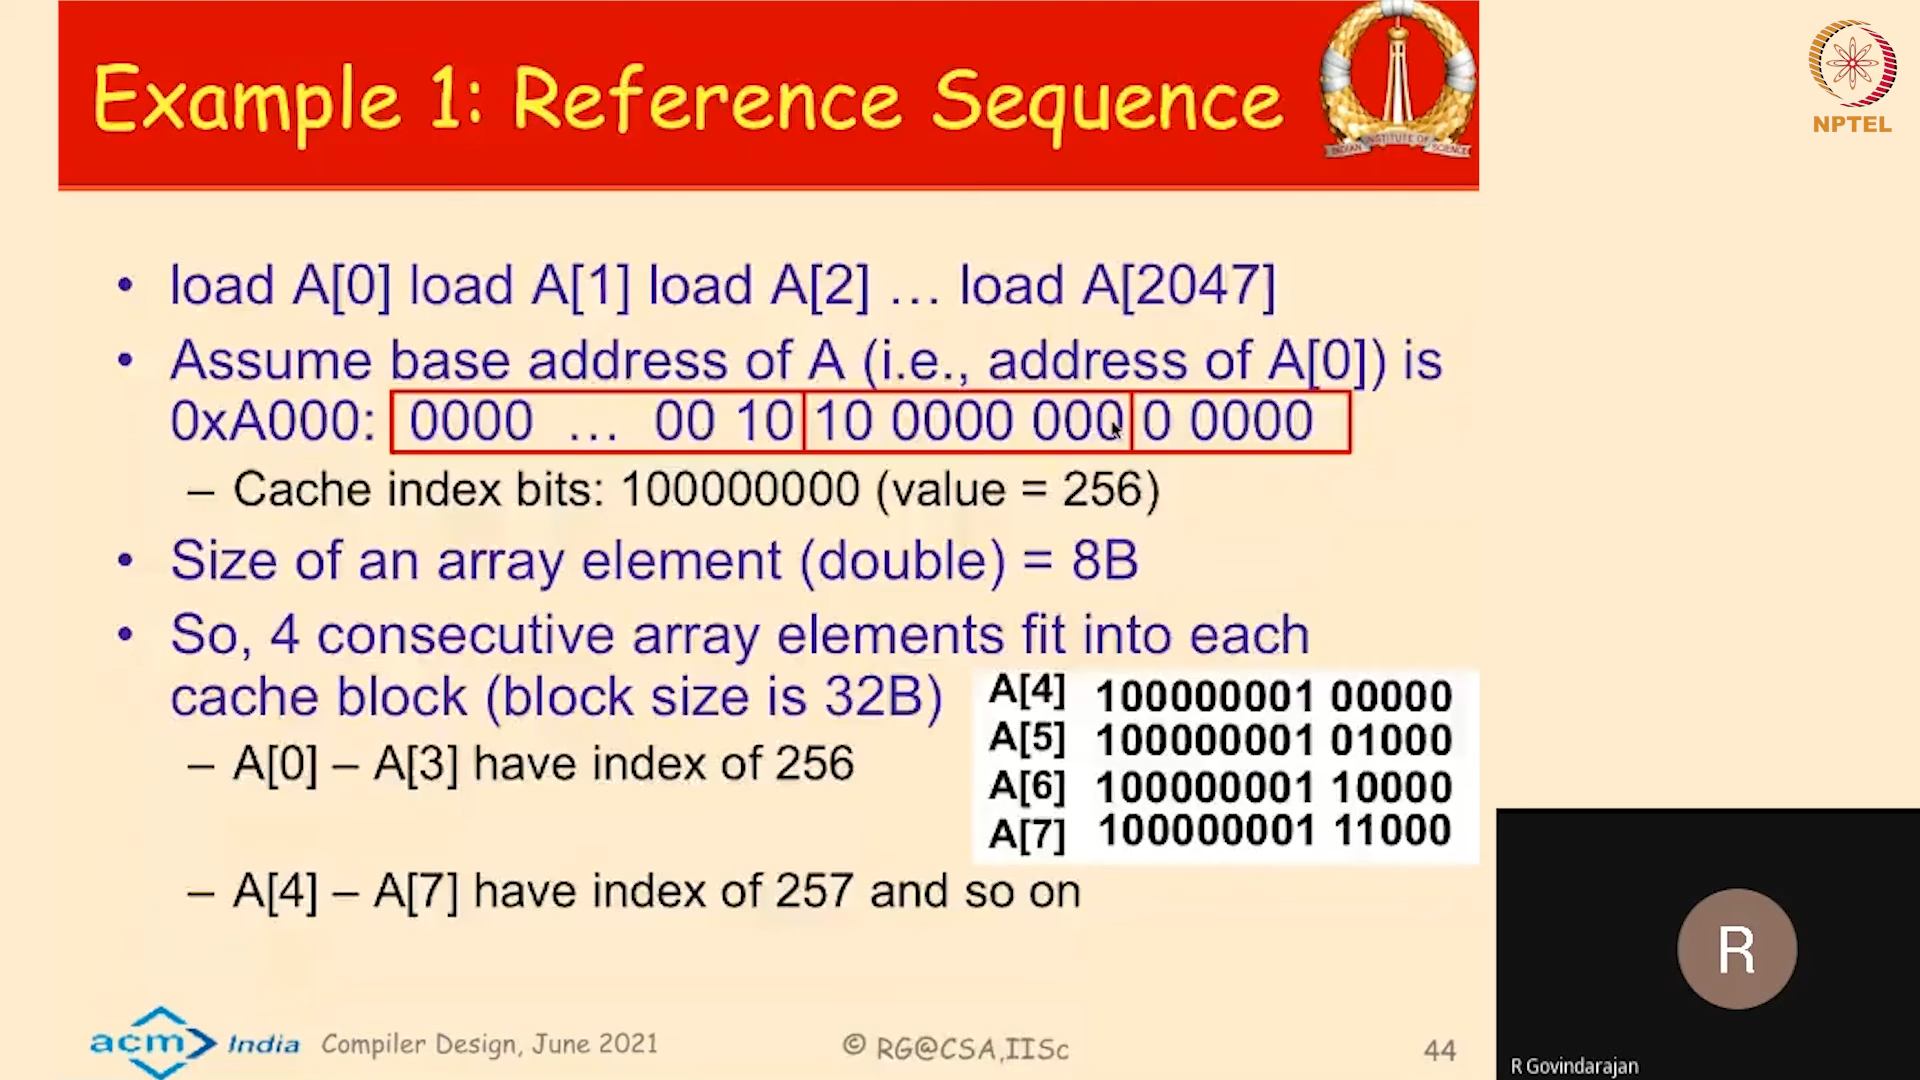 Example 1: Reference Sequence
INDIAN INSTITUTE OF SCIENCE
NPTEL
• load A[0] load A[1] load A[2] … load A[2047]
• Assume base address of A (i.e., address of A[0]) is
0xA000: 0000 … 00 10 10 0000 000 0 0000
– Cache index bits: 100000000 (value = 256)
• Size of an array element (double) = 8B
• So, 4 consecutive array elements fit into each
cache block (block size is 32B)
– A[0] – A[3] have index of 256
A[4] 100000001 00000
A[5] 100000001 01000
A[6] 100000001 10000
A[7] 100000001 11000
– A[4] – A[7] have index of 257 and so on
acm India Compiler Design, June 2021
© RG@CSA,IISc
44
R
R Govindarajan